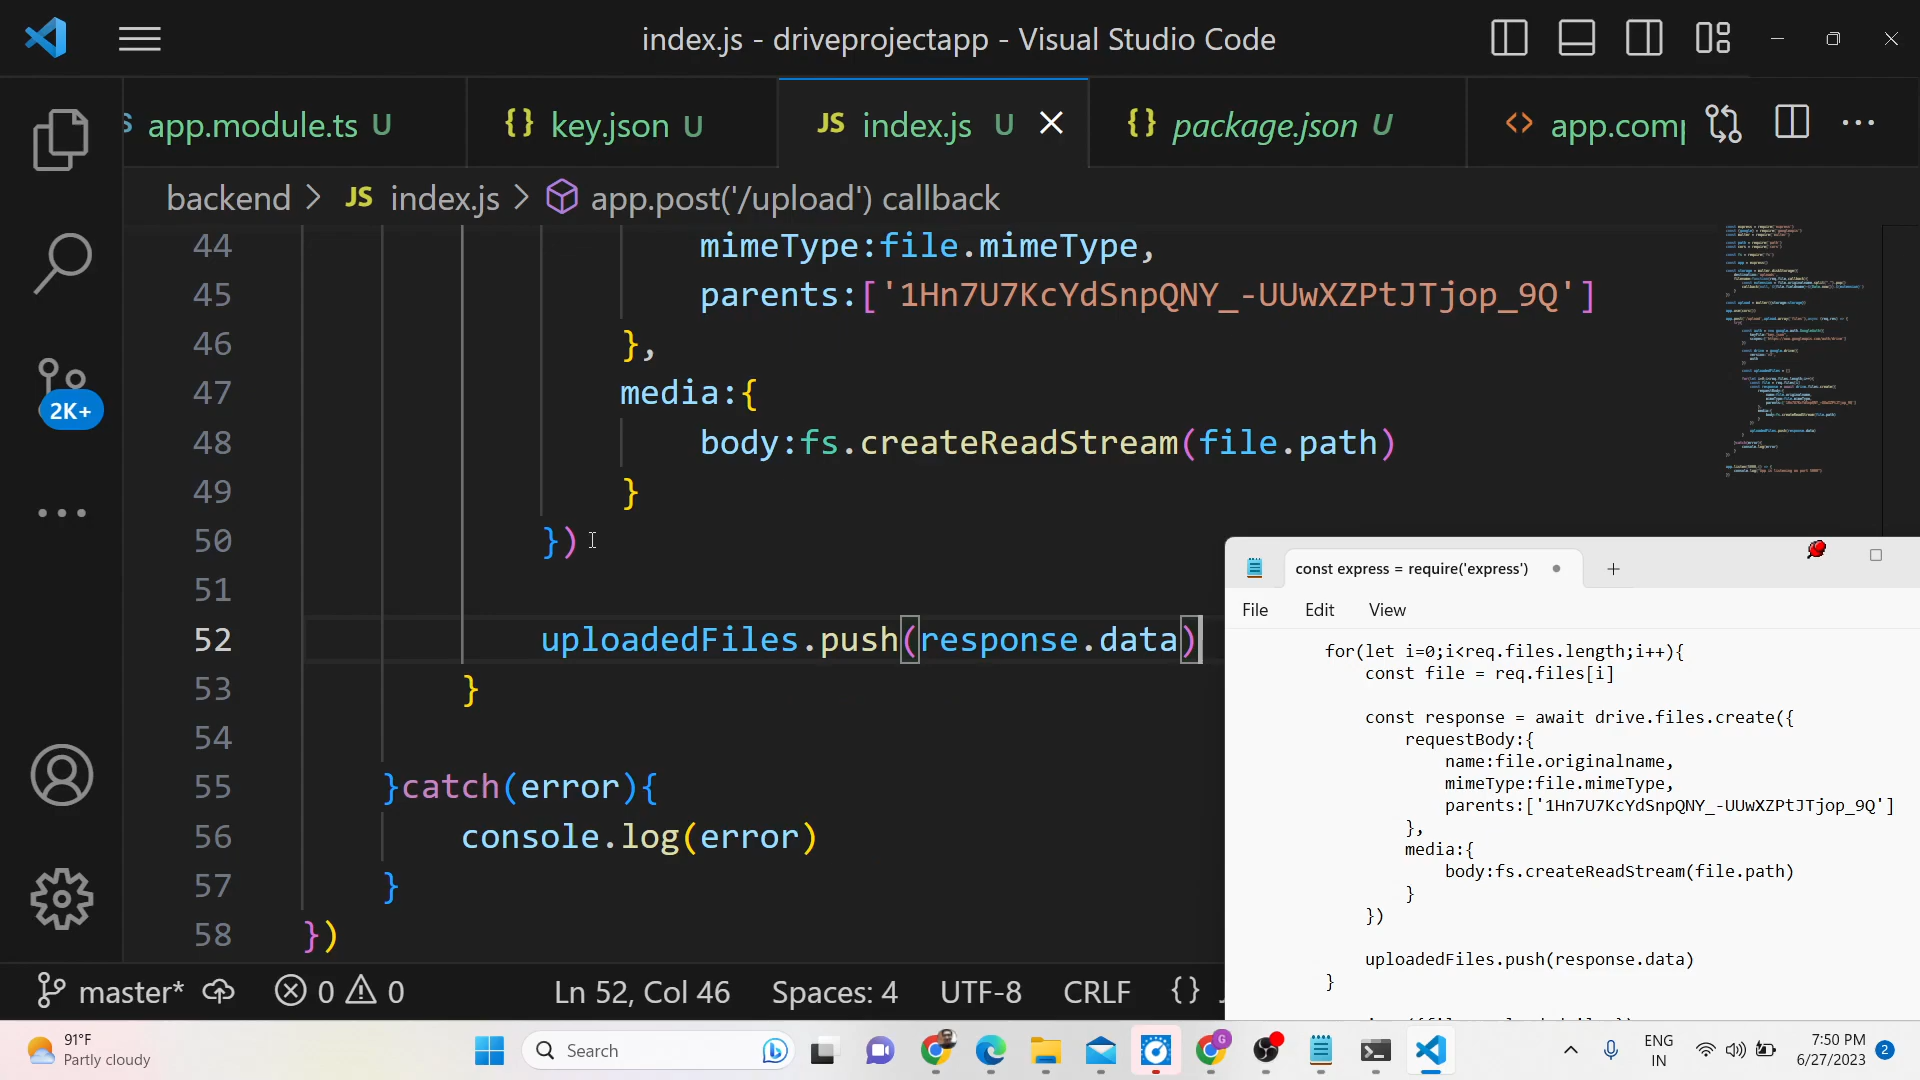 index.js - driveprojectapp - Visual Studio Code
app.module.ts U
{} key.json U
JS index.js U
{} package.json U
<> app.comp
backend > JS index.js > app.post('/upload') callback
44 mimeType:file.mimeType,
45 parents:['1Hn7U7KcYdSnpQNY_-UUwXZPtJTjop_9Q']
46 },
47 media:{
48 body:fs.createReadStream(file.path)
49 }
50 })
51
52 uploadedFiles.push(response.data)
53 }
54
55 }catch(error){
56 console.log(error)
57 }
58 })
2K+
const express = require('express')
File Edit View
for(let i=0;i<req.files.length;i++){
const file = req.files[i]
const response = await drive.files.create({
requestBody:{
name:file.originalname,
mimeType:file.mimeType,
parents:['1Hn7U7KcYdSnpQNY_-UUwXZPtJTjop_9Q']
},
media:{
body:fs.createReadStream(file.path)
}
})
uploadedFiles.push(response.data)
}
master* 0 0 Ln 52, Col 46 Spaces: 4 UTF-8 CRLF {}
91°F
Partly cloudy
Search
ENG
IN
7:50 PM
6/27/2023
2